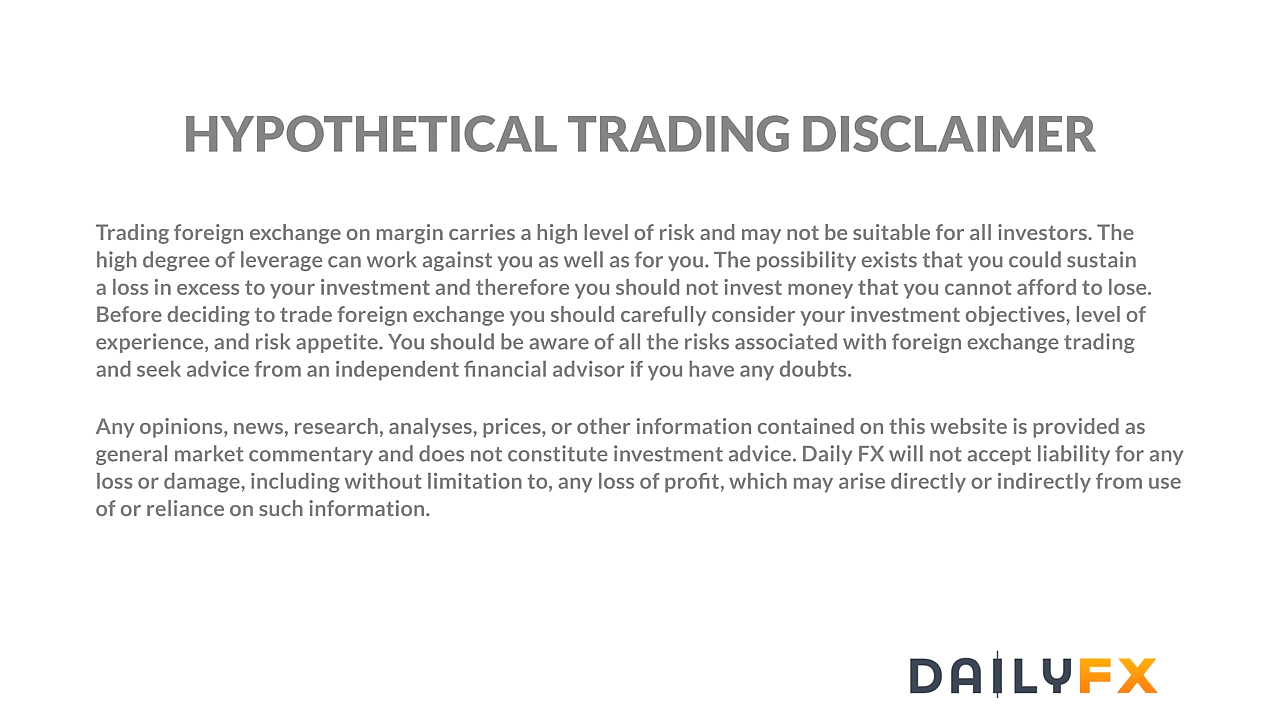 HYPOTHETICAL TRADING DISCLAIMER
Trading foreign exchange on margin carries a high level of risk and may not be suitable for all investors. The
high degree of leverage can work against you as well as for you. The possibility exists that you could sustain
a loss in excess to your investment and therefore you should not invest money that you cannot afford to lose.
Before deciding to trade foreign exchange you should carefully consider your investment objectives, level of
experience, and risk appetite. You should be aware of all the risks associated with foreign exchange trading
and seek advice from an independent financial advisor if you have any doubts.
Any opinions, news, research, analyses, prices, or other information contained on this website is provided as
general market commentary and does not constitute investment advice. Daily FX will not accept liability for any
loss or damage, including without limitation to, any loss of profit, which may arise directly or indirectly from use
of or reliance on such information.
DAILYFX